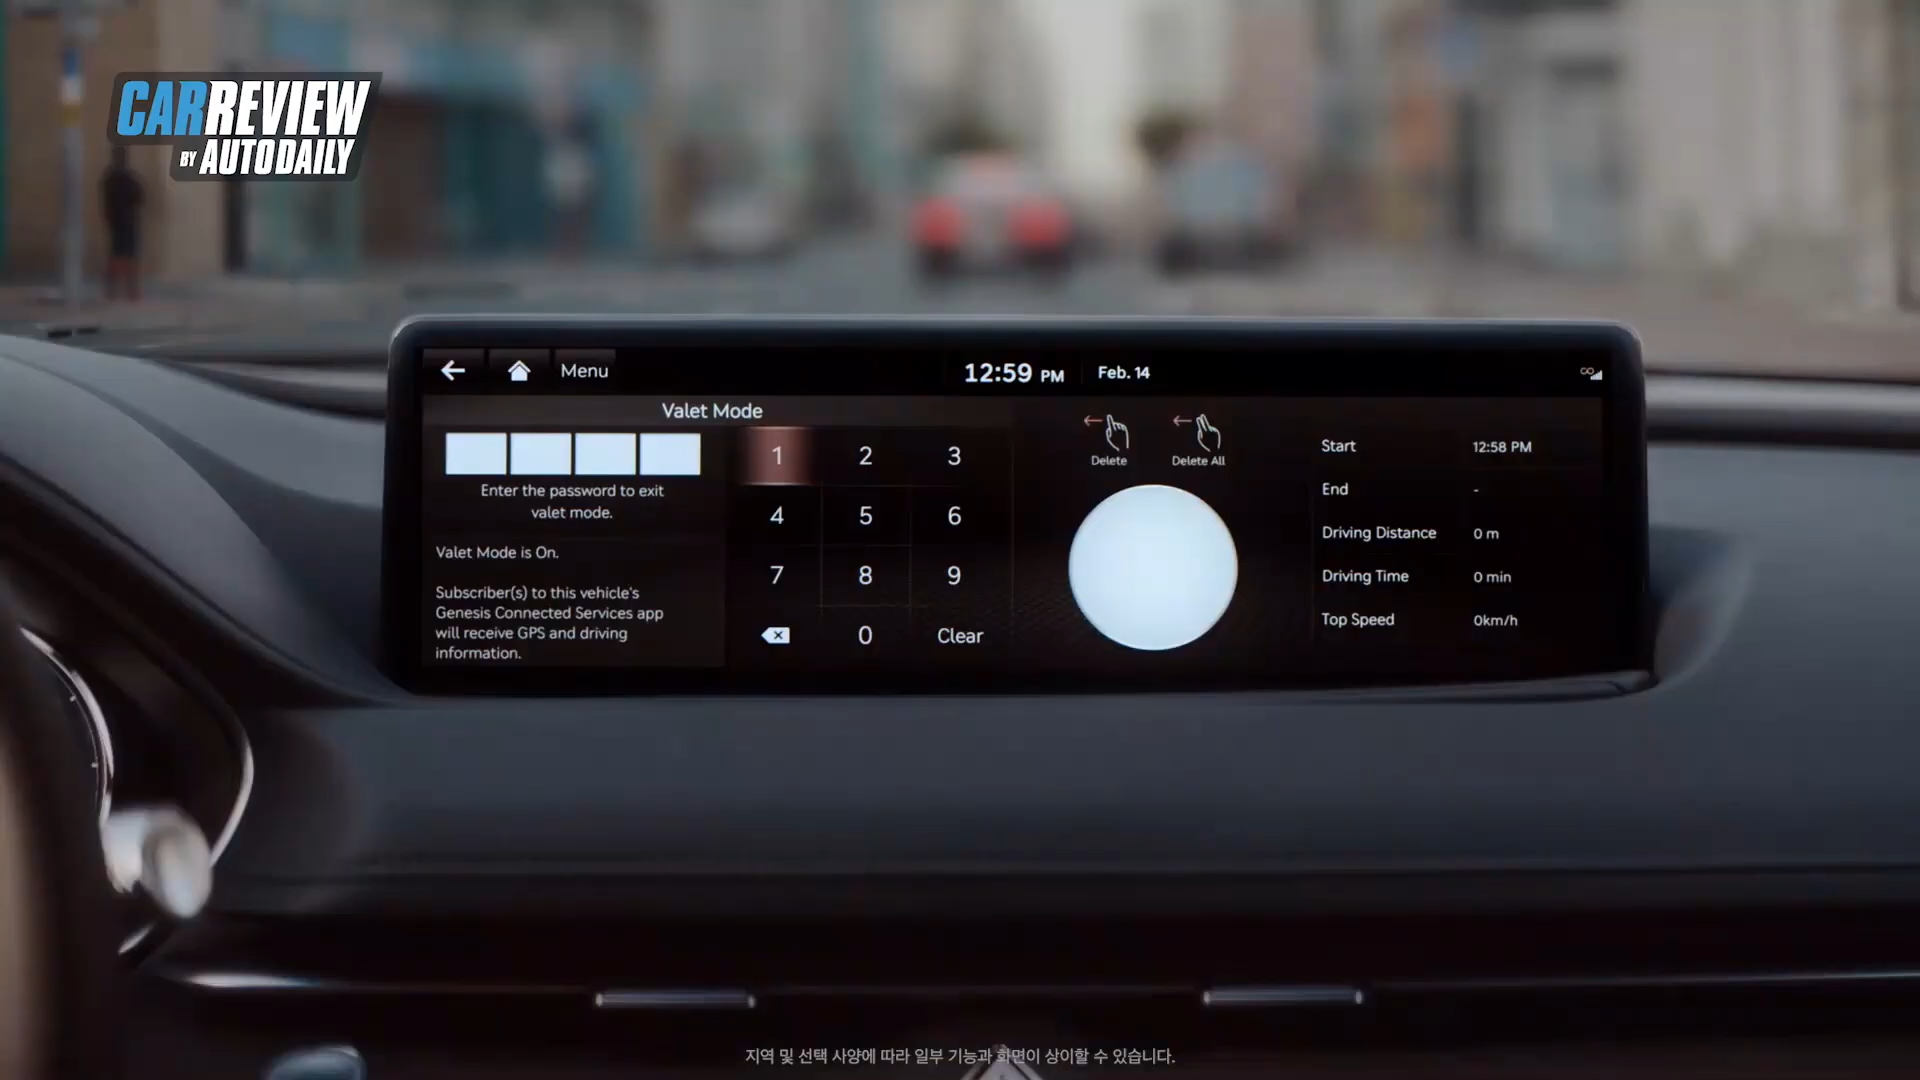 CARREVIEW
BY AUTODAILY
Menu
12:59 PM
Feb. 14
Valet Mode
Enter the password to exit
valet mode.
Valet Mode is On.
Subscriber(s) to this vehicle's
Genesis Connected Services app
will receive GPS and driving
information.
1 2 3
4 5 6
7 8 9
0 Clear
Delete
Delete All
Start 12:58 PM
End -
Driving Distance 0 m
Driving Time 0 min
Top Speed 0km/h
지역 및 선택 사양에 따라 일부 기능과 화면이 상이할 수 있습니다.